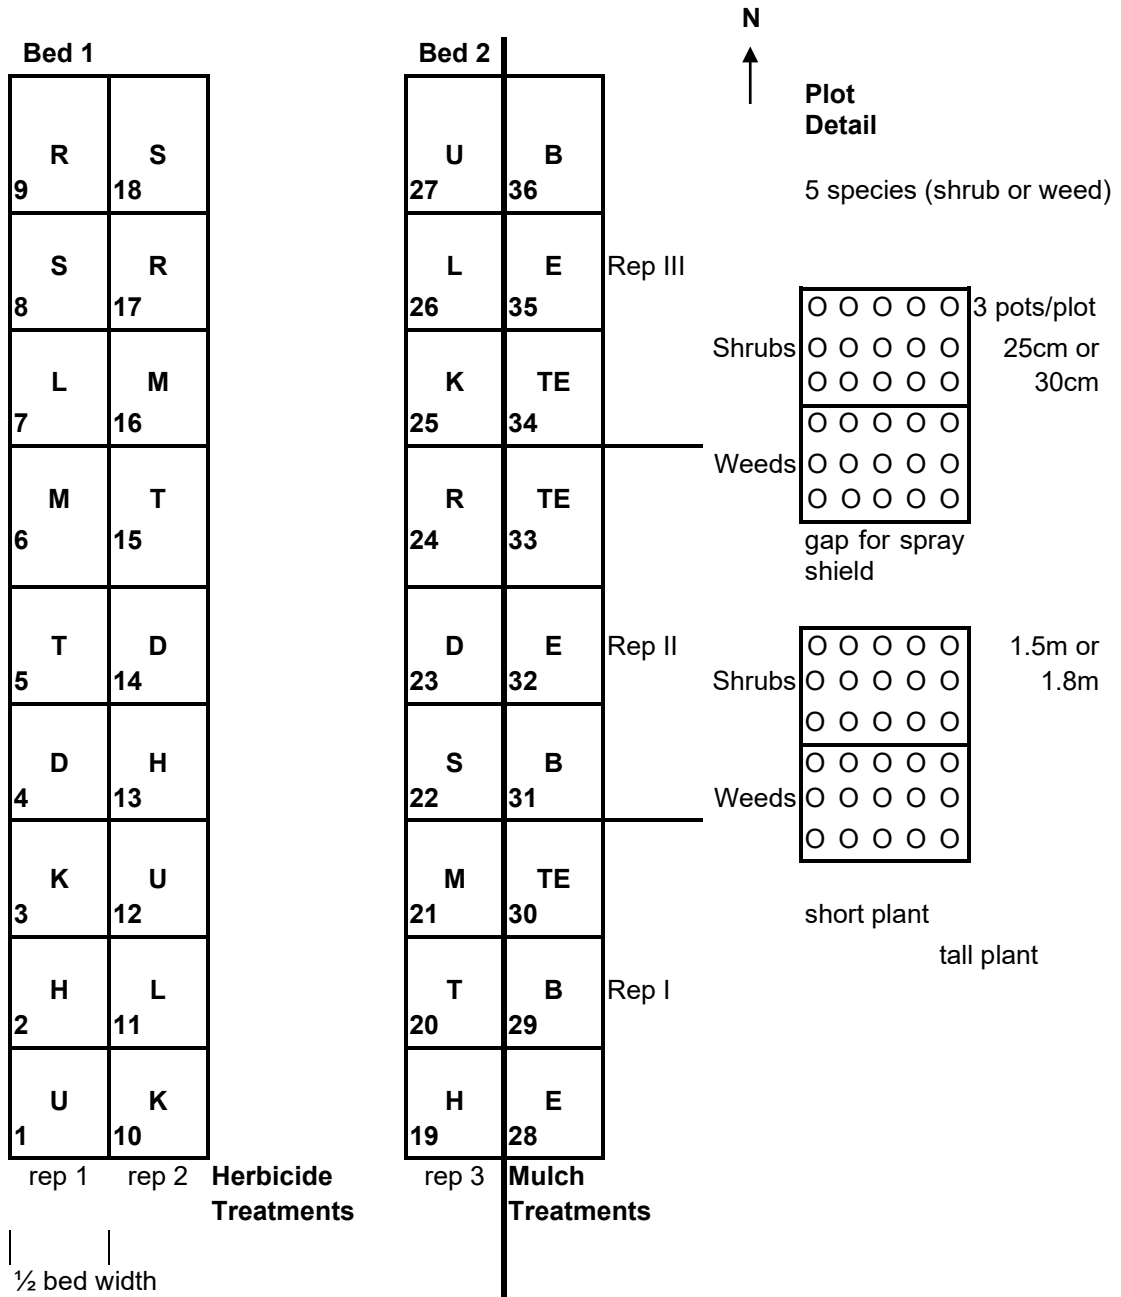 N
Bed 1 Bed 2
Plot
Detail
R S U B
9 18 27 36 5 species (shrub or weed)
S R L E Rep III
8 17 26 35 O O O O O 3 pots/plot
Shrubs O O O O O 25cm or
L M K TE O O O O O 30cm
7 16 25 34 O O O O O
Weeds O O O O O
M T R TE O O O O O
6 15 24 33 gap for spray
shield
T D D E Rep II O O O O O 1.5m or
5 14 23 32 Shrubs O O O O O 1.8m
O O O O O
D H S B O O O O O
4 13 22 31 Weeds O O O O O
O O O O O
K U M TE
3 12 21 30 short plant
tall plant
H L T B Rep I
2 11 20 29
U K H E
1 10 19 28
rep 1 rep 2 Herbicide rep 3 Mulch
Treatments Treatments
½ bed width